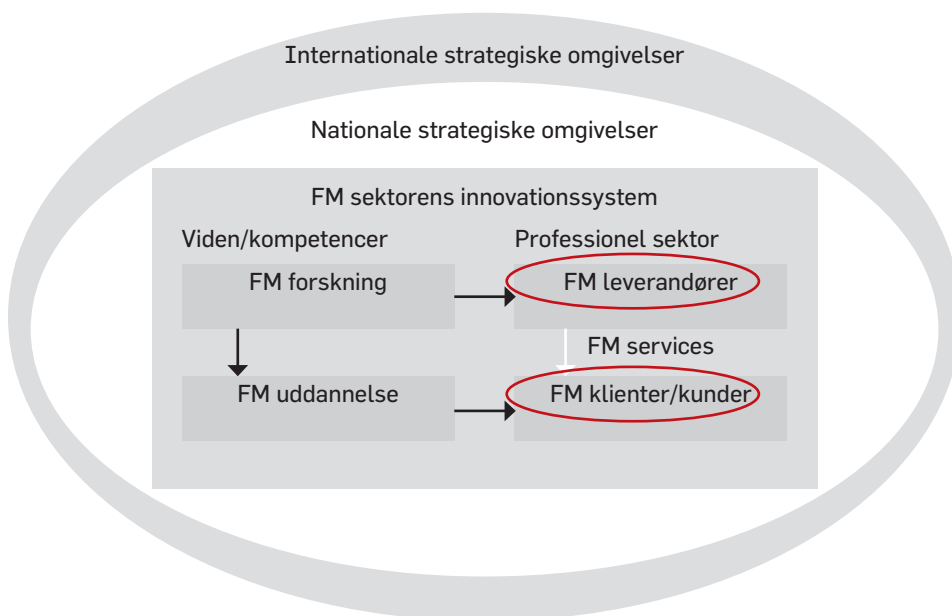 Internationale strategiske omgivelser
Nationale strategiske omgivelser
FM sektorens innovationssystem
Viden/kompetencer
Professionel sektor
FM forskning
FM leverandører
FM services
FM uddannelse
FM klienter/kunder